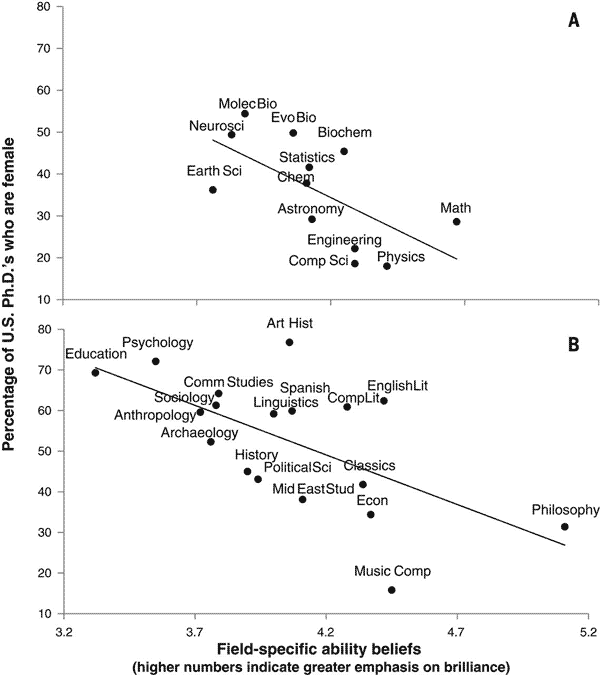 80
A
70
60
MolecBio
EvoBio
50
Neurosci
Biochem
Statistics
40
Earth Sci
Chem
30
Astronomy
Math
Engineering
20
Comp Sci
Physics
10
Percentage of U.S. Ph.D.'s who are female
80
Art Hist
B
Psychology
70
Education
Comm Studies
Spanish
EnglishLit
60
Sociology
Linguistics
CompLit
Anthropology
50
Archaeology
History
PoliticalSci
Classics
40
Mid EastStud
Econ
Philosophy
30
20
Music Comp
10
3.2
3.7
4.2
4.7
5.2
Field-specific ability beliefs
(higher numbers indicate greater emphasis on brilliance)